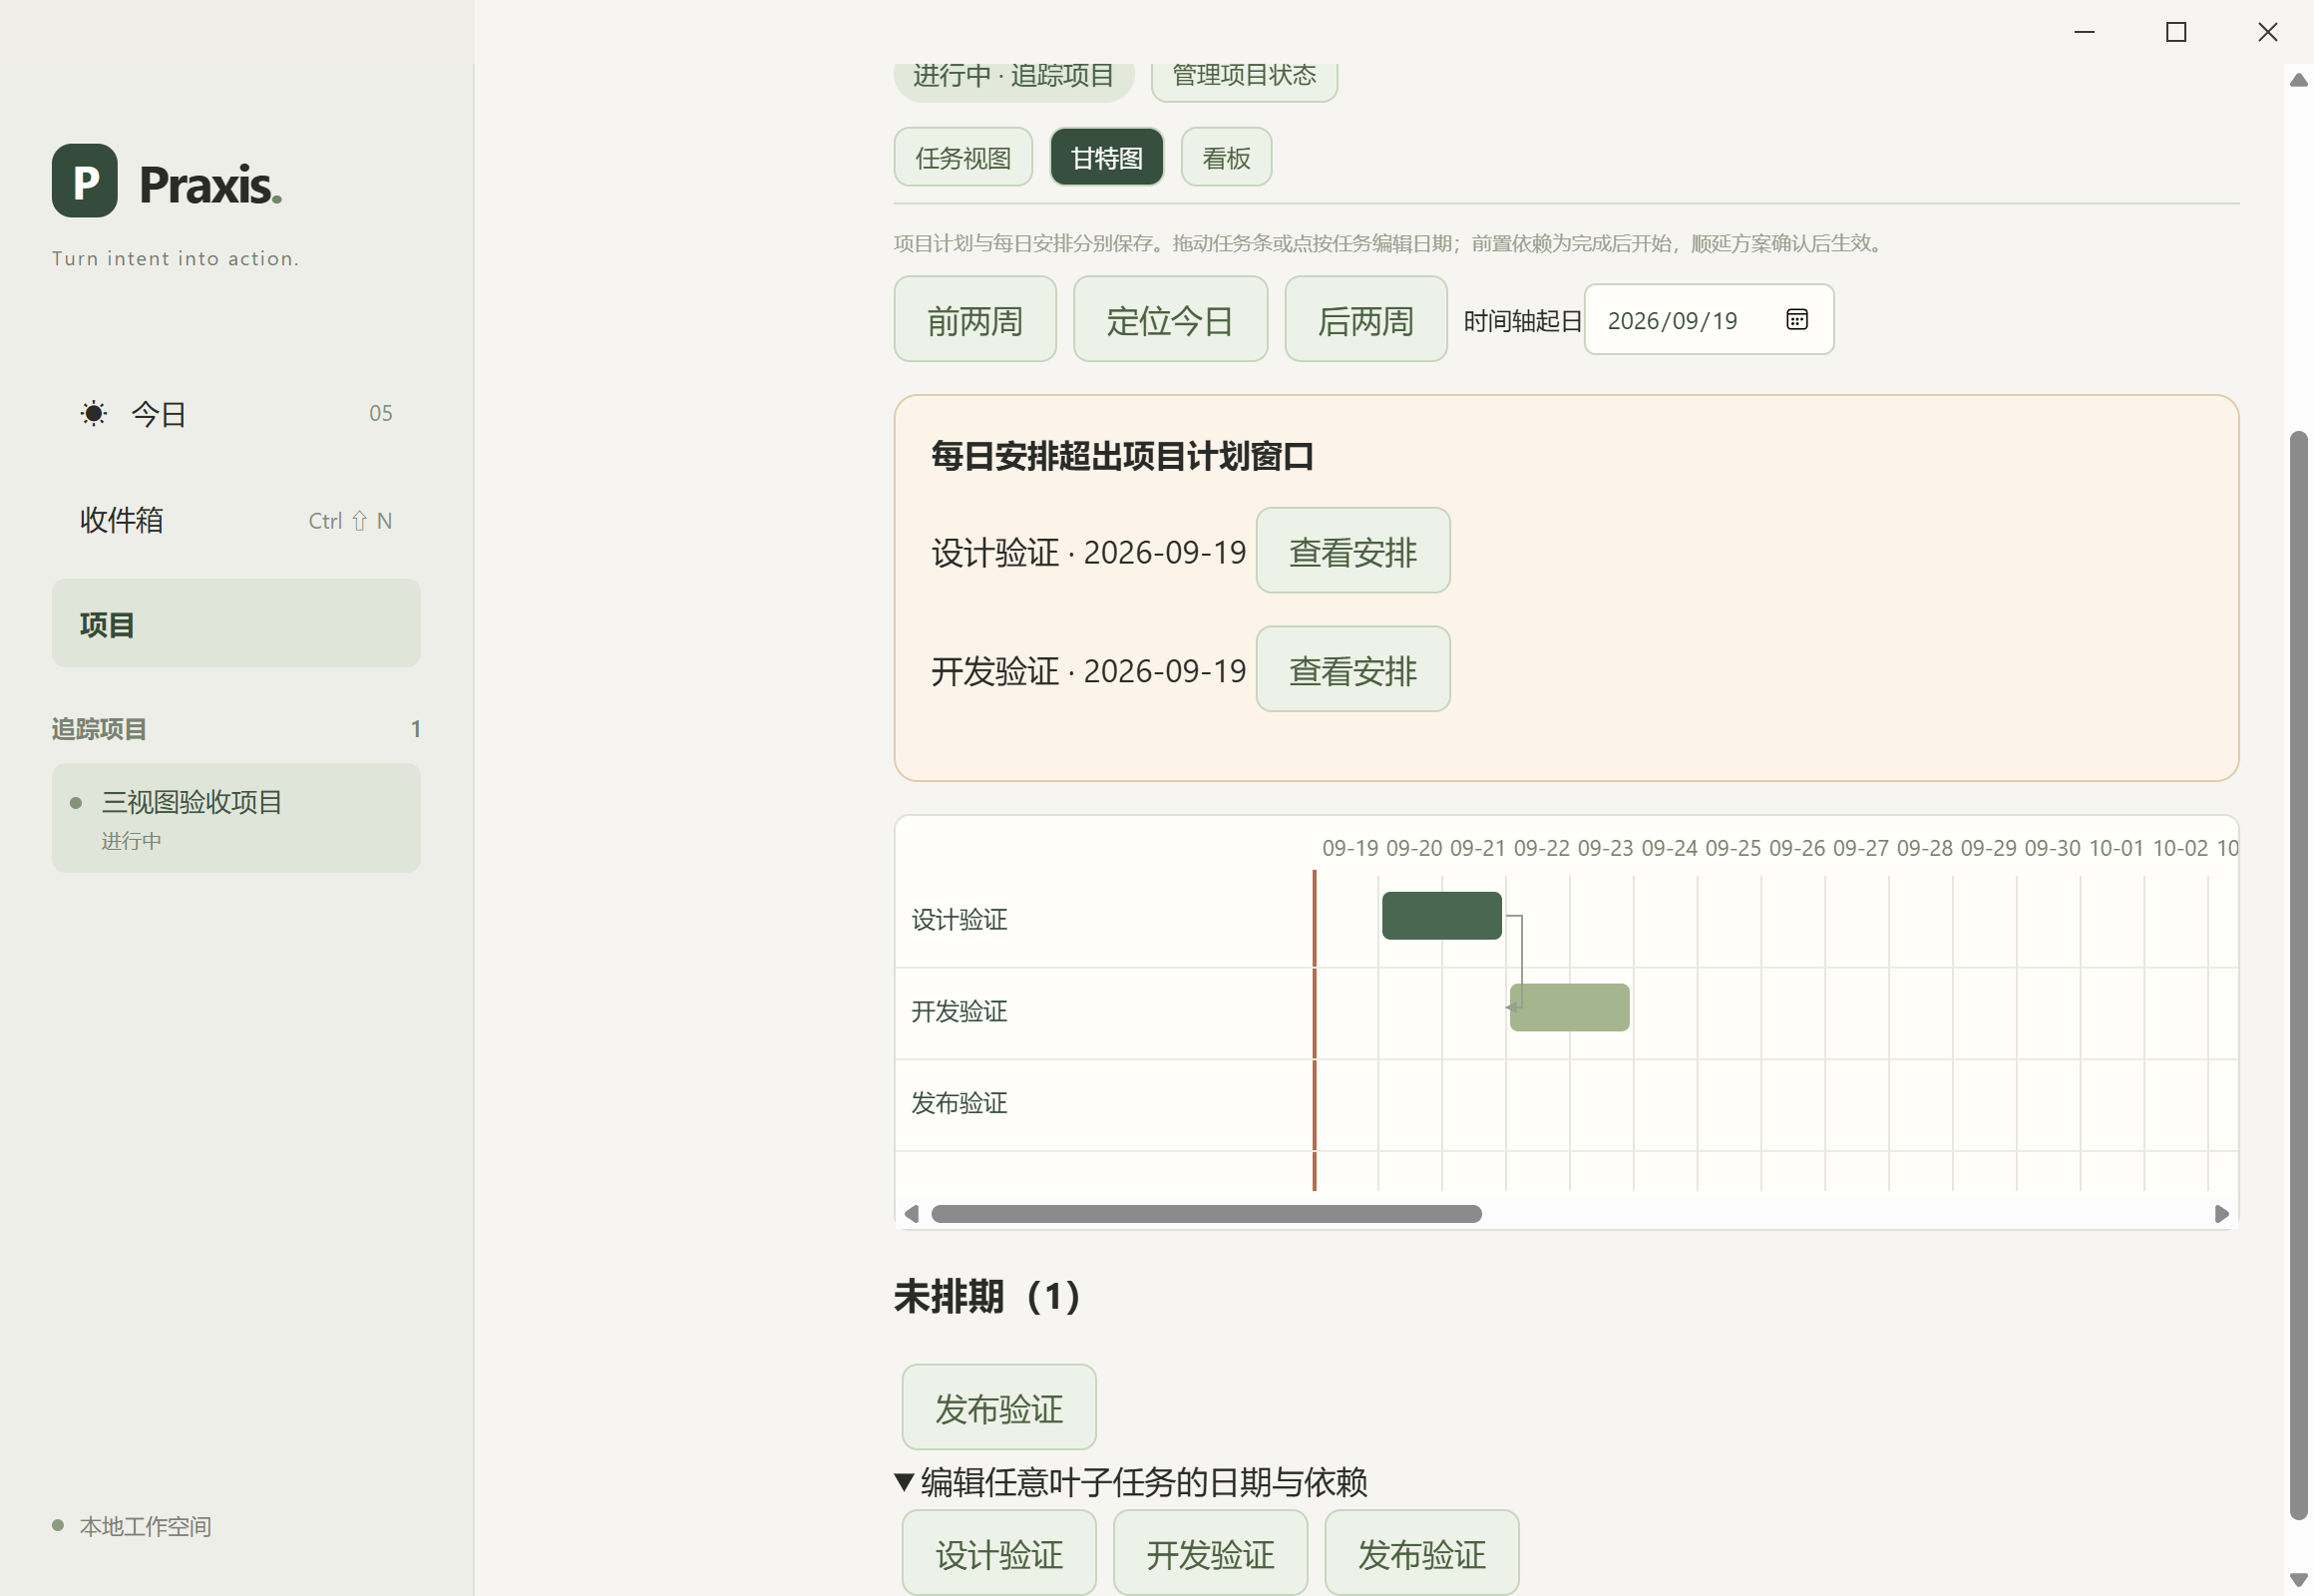 P Praxis.
Turn intent into action.
今日 05
收件箱 Ctrl ⇧ N
项目
追踪项目 1
三视图验收项目
进行中
本地工作空间
进行中 · 追踪项目 管理项目状态
任务视图 甘特图 看板
项目计划与每日安排分别保存。拖动任务条或点按任务编辑日期；前置依赖为完成后开始，顺延方案确认后生效。
前两周 定位今日 后两周 时间轴起日 2026/09/19
每日安排超出项目计划窗口
设计验证 · 2026-09-19 查看安排
开发验证 · 2026-09-19 查看安排
09-19 09-20 09-21 09-22 09-23 09-24 09-25 09-26 09-27 09-28 09-29 09-30 10-01 10-02 10
设计验证
开发验证
发布验证
未排期（1）
发布验证
▼编辑任意叶子任务的日期与依赖
设计验证 开发验证 发布验证